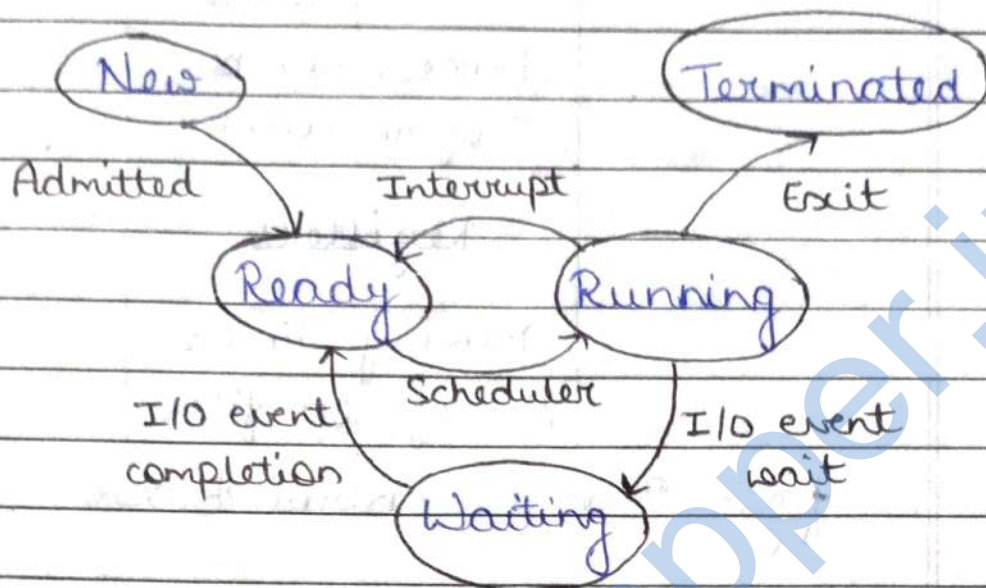 New
Terminated
Admitted
Interrupt
Exit
Ready
Running
Scheduler
I/O event
completion
I/O event
wait
Waiting